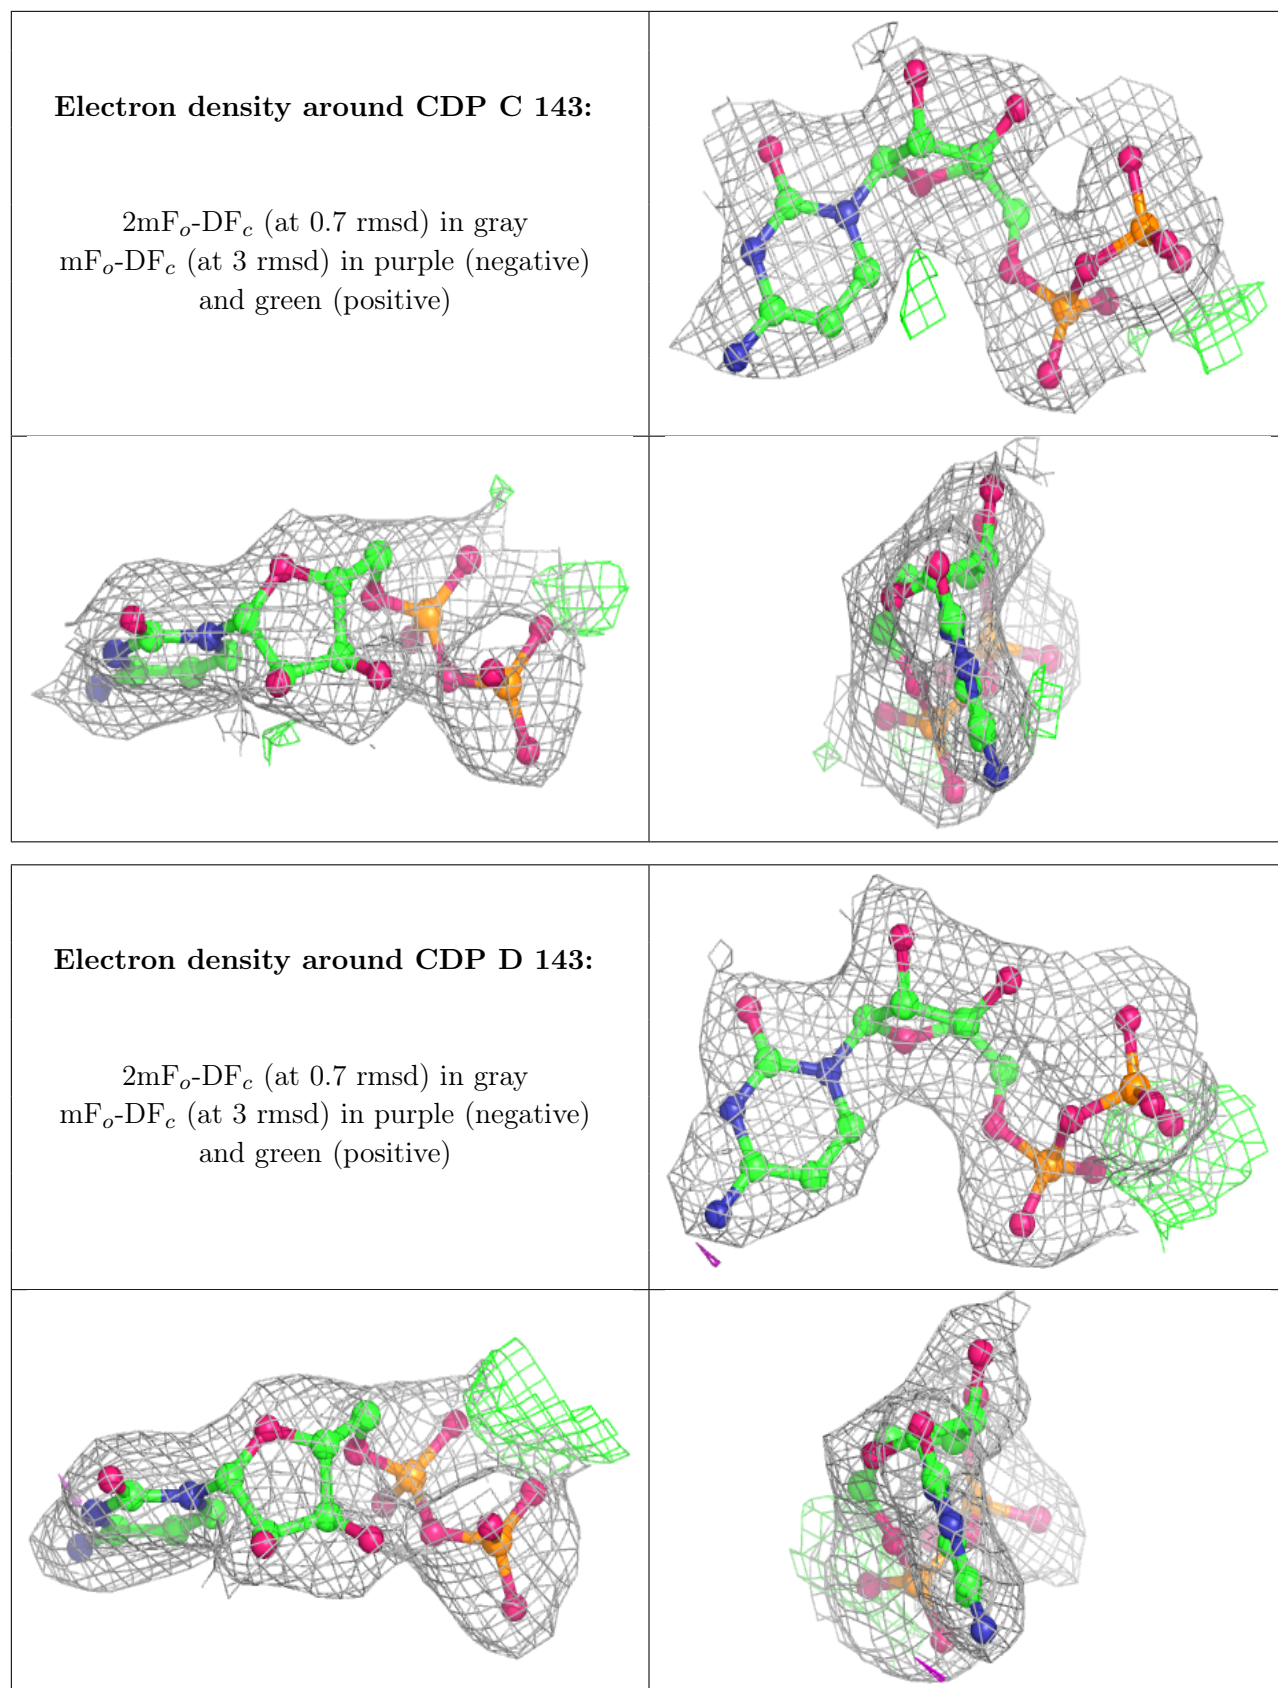 Electron density around CDP C 143:
2mFo-DFc (at 0.7 rmsd) in gray
mFo-DFc (at 3 rmsd) in purple (negative)
and green (positive)
Electron density around CDP D 143:
2mFo-DFc (at 0.7 rmsd) in gray
mFo-DFc (at 3 rmsd) in purple (negative)
and green (positive)